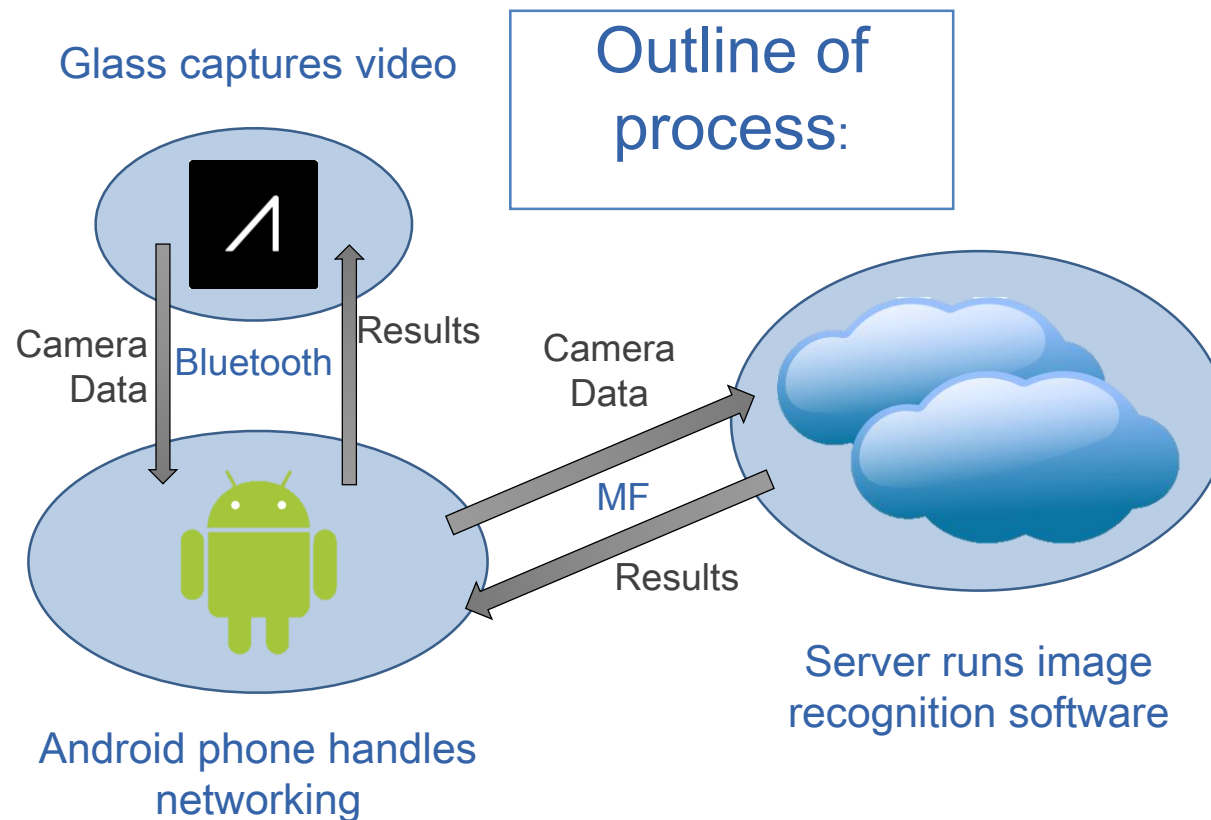 Glass captures video
Outline of
process:
Camera
Data
Bluetooth
Results
Camera
Data
MF
Results
Server runs image
recognition software
Android phone handles
networking